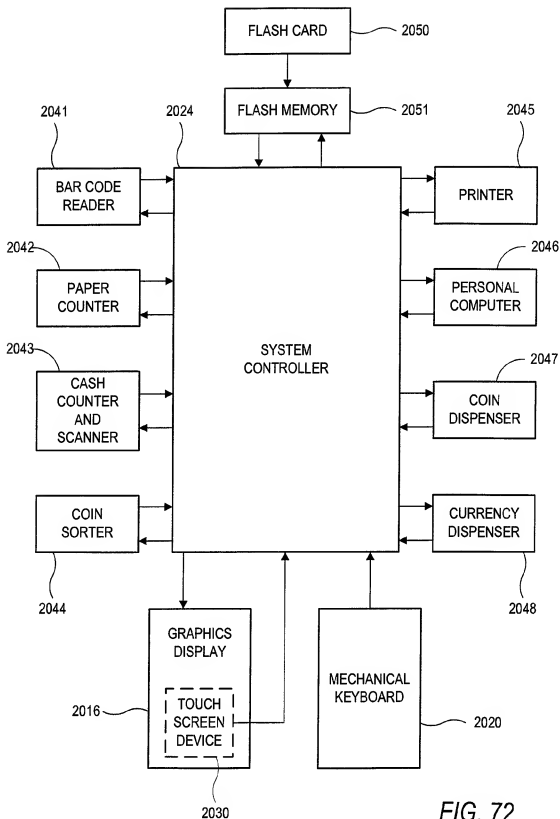 FLASH CARD
2050
FLASH MEMORY
2051
2041
2024
2045
BAR CODE
READER
PRINTER
2042
2046
PAPER
COUNTER
PERSONAL
COMPUTER
2043
2047
SYSTEM
CONTROLLER
CASH
COUNTER
AND
SCANNER
COIN
DISPENSER
COIN
SORTER
CURRENCY
DISPENSER
2044
2048
GRAPHICS
DISPLAY
MECHANICAL
KEYBOARD
TOUCH
SCREEN
DEVICE
2016
2020
2030
FIG. 72